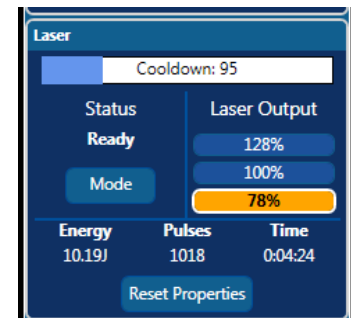 Laser
Cooldown: 95
Status
Laser Output
Ready
128%
100%
Mode
78%
Energy Pulses Time
10.19J 1018 0:04:24
Reset Properties